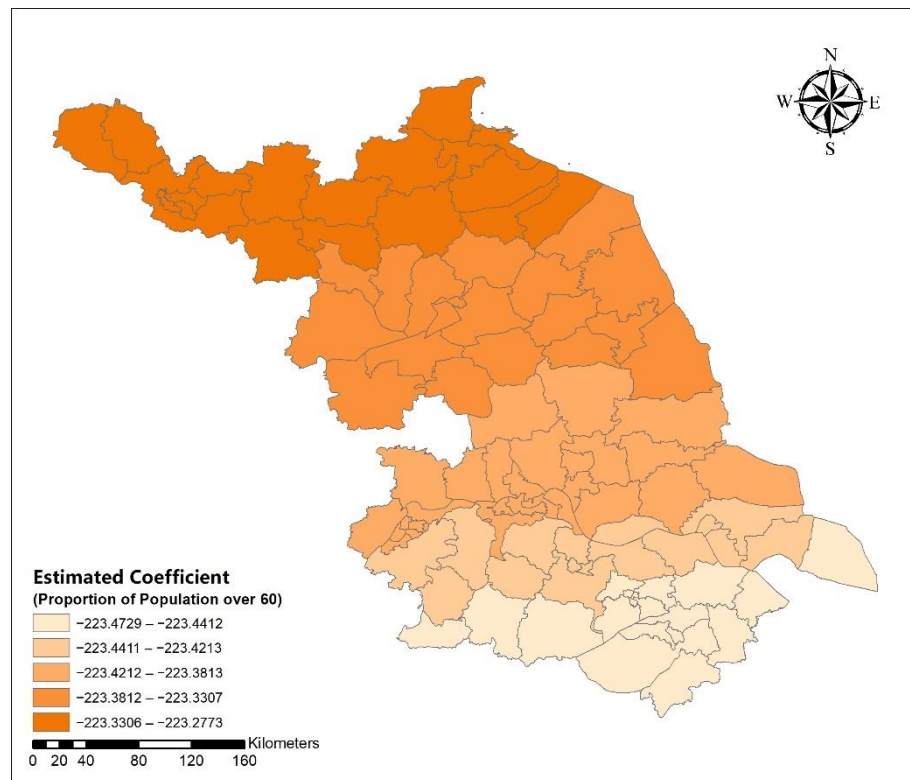 N
W E
S
Estimated Coefficient
(Proportion of Population over 60)
−223.4729 – −223.4412
−223.4411 – −223.4213
−223.4212 – −223.3813
−223.3812 – −223.3307
−223.3306 – −223.2773
Kilometers
0 20 40 80 120 160